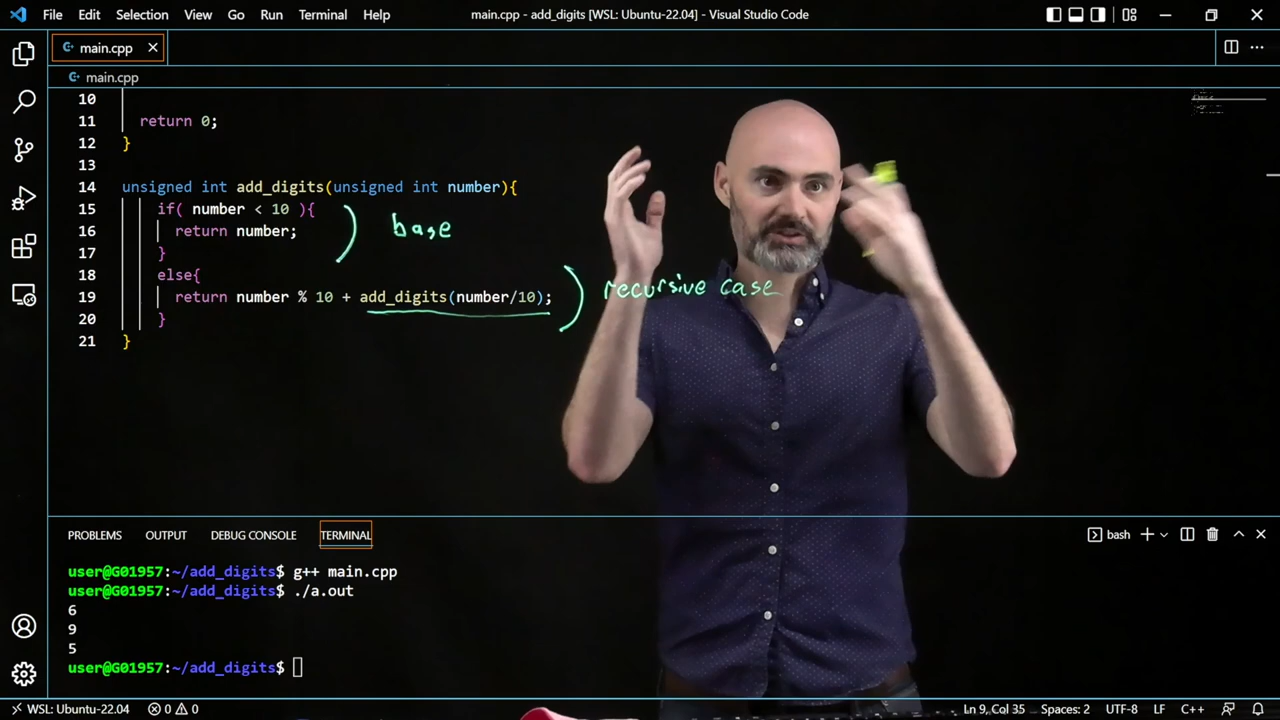 File Edit Selection View Go Run Terminal Help main.cpp - add_digits [WSL: Ubuntu-22.04] - Visual Studio Code
main.cpp
main.cpp
10
11 return 0;
12 }
13
14 unsigned int add_digits(unsigned int number){
15 if( number < 10 ){
16 return number;
17 }
18 else{
19 return number % 10 + add_digits(number/10);
20 }
21 }
base
recursive case
PROBLEMS OUTPUT DEBUG CONSOLE TERMINAL bash
user@G01957:~/add_digits$ g++ main.cpp
user@G01957:~/add_digits$ ./a.out
6
9
5
user@G01957:~/add_digits$
WSL: Ubuntu-22.04 0 0 Ln 9, Col 35 Spaces: 2 UTF-8 LF C++